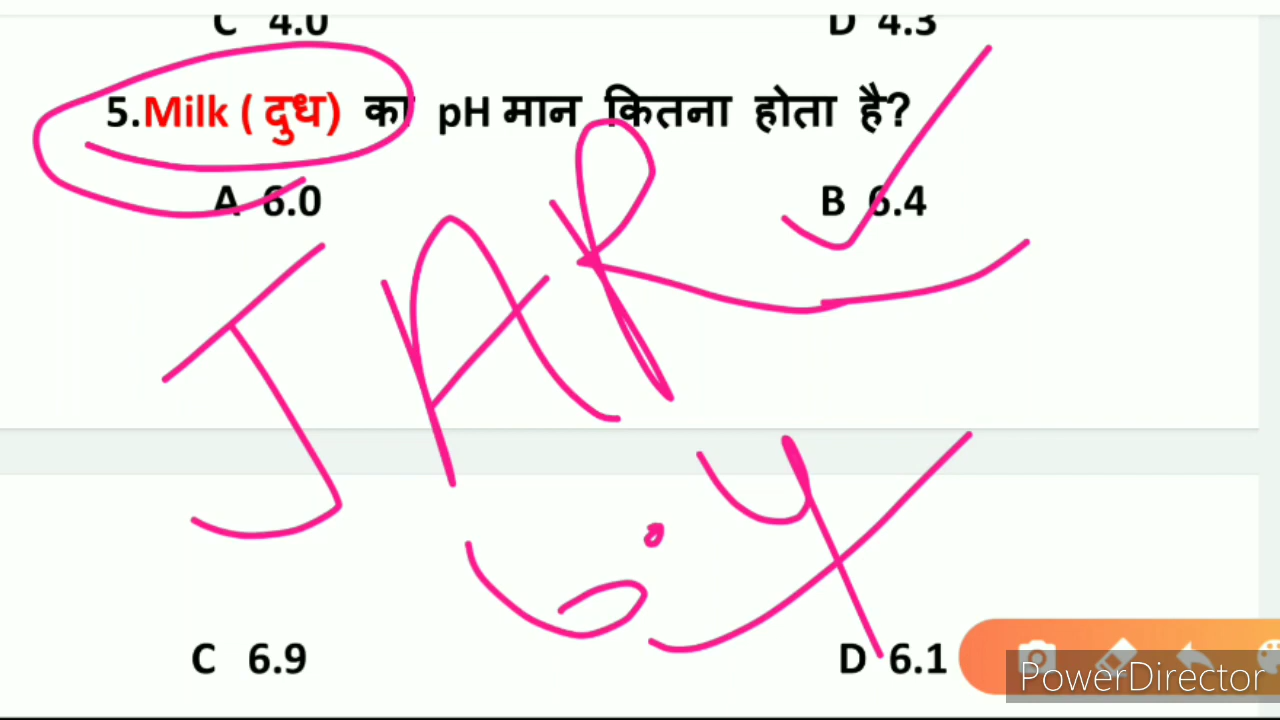 C 4.0 D 4.3
5.Milk ( दुध) का pH मान कितना होता है?
A 6.0 B 6.4
JAR
6.4
C 6.9 D 6.1
PowerDirector